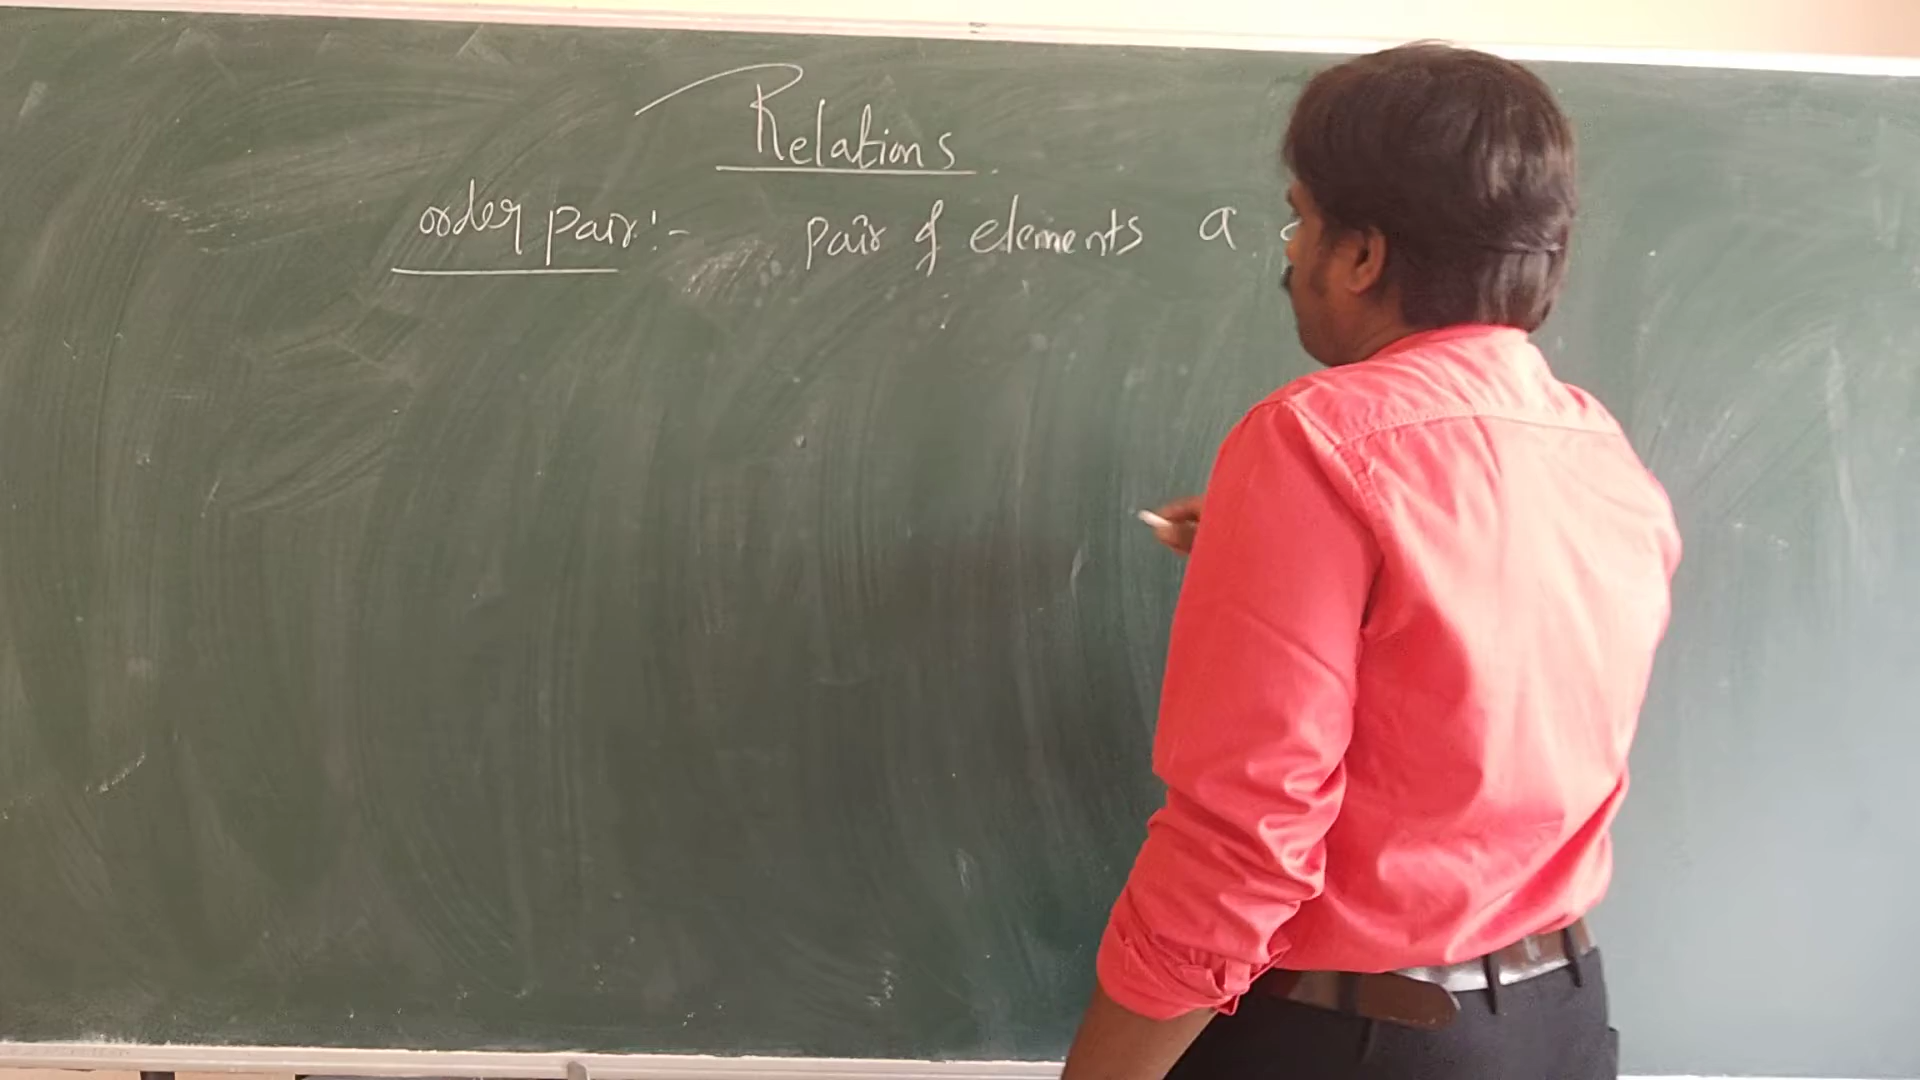 Relations
order pair :- pair of elements a